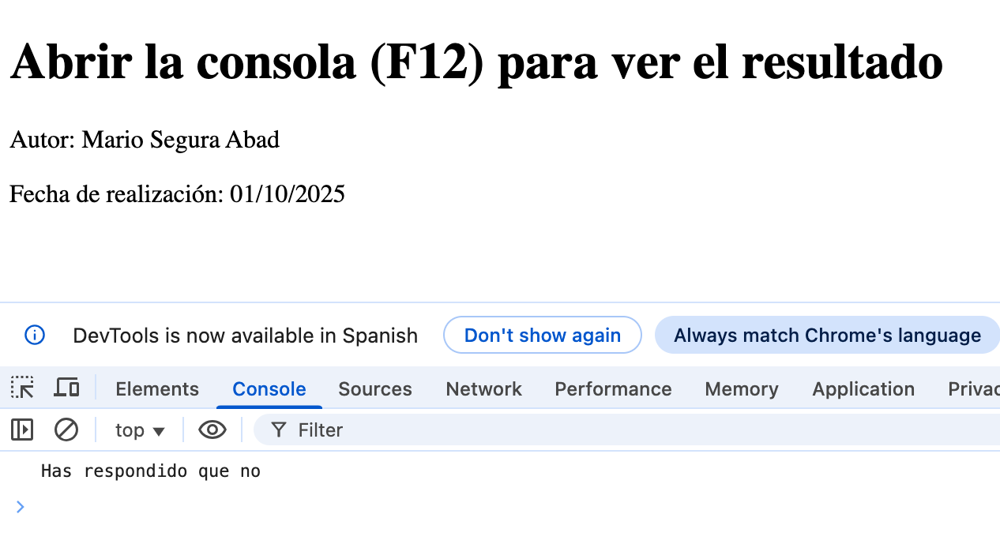 Abrir la consola (F12) para ver el resultado
Autor: Mario Segura Abad
Fecha de realización: 01/10/2025
DevTools is now available in Spanish Don't show again Always match Chrome's language
Elements Console Sources Network Performance Memory Application Privac
top Filter
Has respondido que no